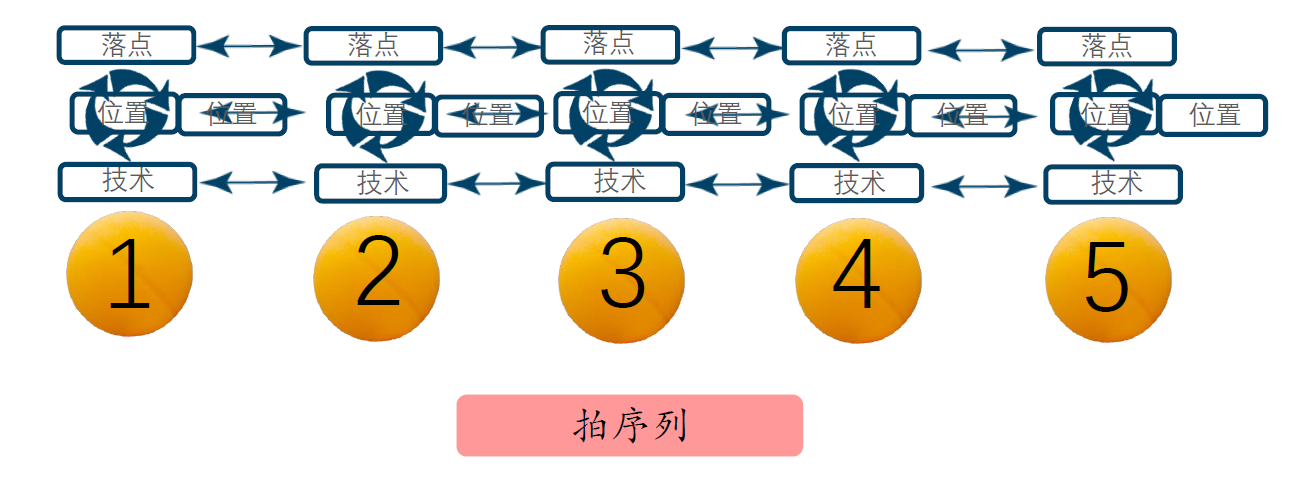 落点 落点 落点 落点 落点
位置 位置 位置 位置 位置 位置 位置 位置 位置 位置
技术 技术 技术 技术 技术
1 2 3 4 5
拍序列